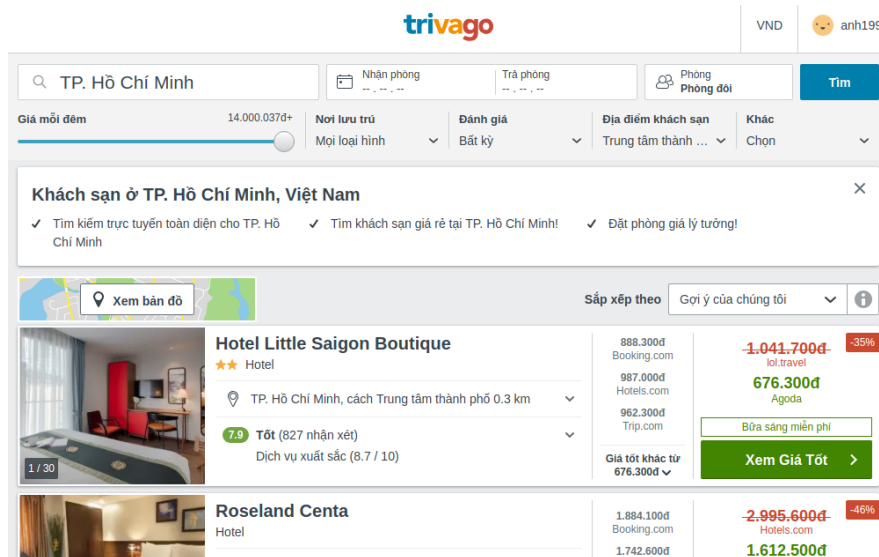 trivago
VND
anh199
TP. Hồ Chí Minh
Nhận phòng
-- . -- . --
Trả phòng
-- . -- . --
Phòng
Phòng đôi
Tìm
Giá mỗi đêm
14.000.037đ+
Nơi lưu trú
Mọi loại hình
Đánh giá
Bất kỳ
Địa điểm khách sạn
Trung tâm thành ...
Khác
Chọn
Khách sạn ở TP. Hồ Chí Minh, Việt Nam
Tìm kiếm trực tuyến toàn diện cho TP. Hồ
Chí Minh
Tìm khách sạn giá rẻ tại TP. Hồ Chí Minh!
Đặt phòng giá lý tưởng!
Xem bản đồ
Sắp xếp theo
Gợi ý của chúng tôi
Hotel Little Saigon Boutique
Hotel
TP. Hồ Chí Minh, cách Trung tâm thành phố 0.3 km
7.9 Tốt (827 nhận xét)
Dịch vụ xuất sắc (8.7 / 10)
1 / 30
888.300đ
Booking.com
987.000đ
Hotels.com
962.300đ
Trip.com
Giá tốt khác từ
676.300đ
1.041.700đ
-35%
lol.travel
676.300đ
Agoda
Bữa sáng miễn phí
Xem Giá Tốt
Roseland Centa
Hotel
1.884.100đ
Booking.com
1.742.600đ
2.995.600đ
-46%
Hotels.com
1.612.500đ